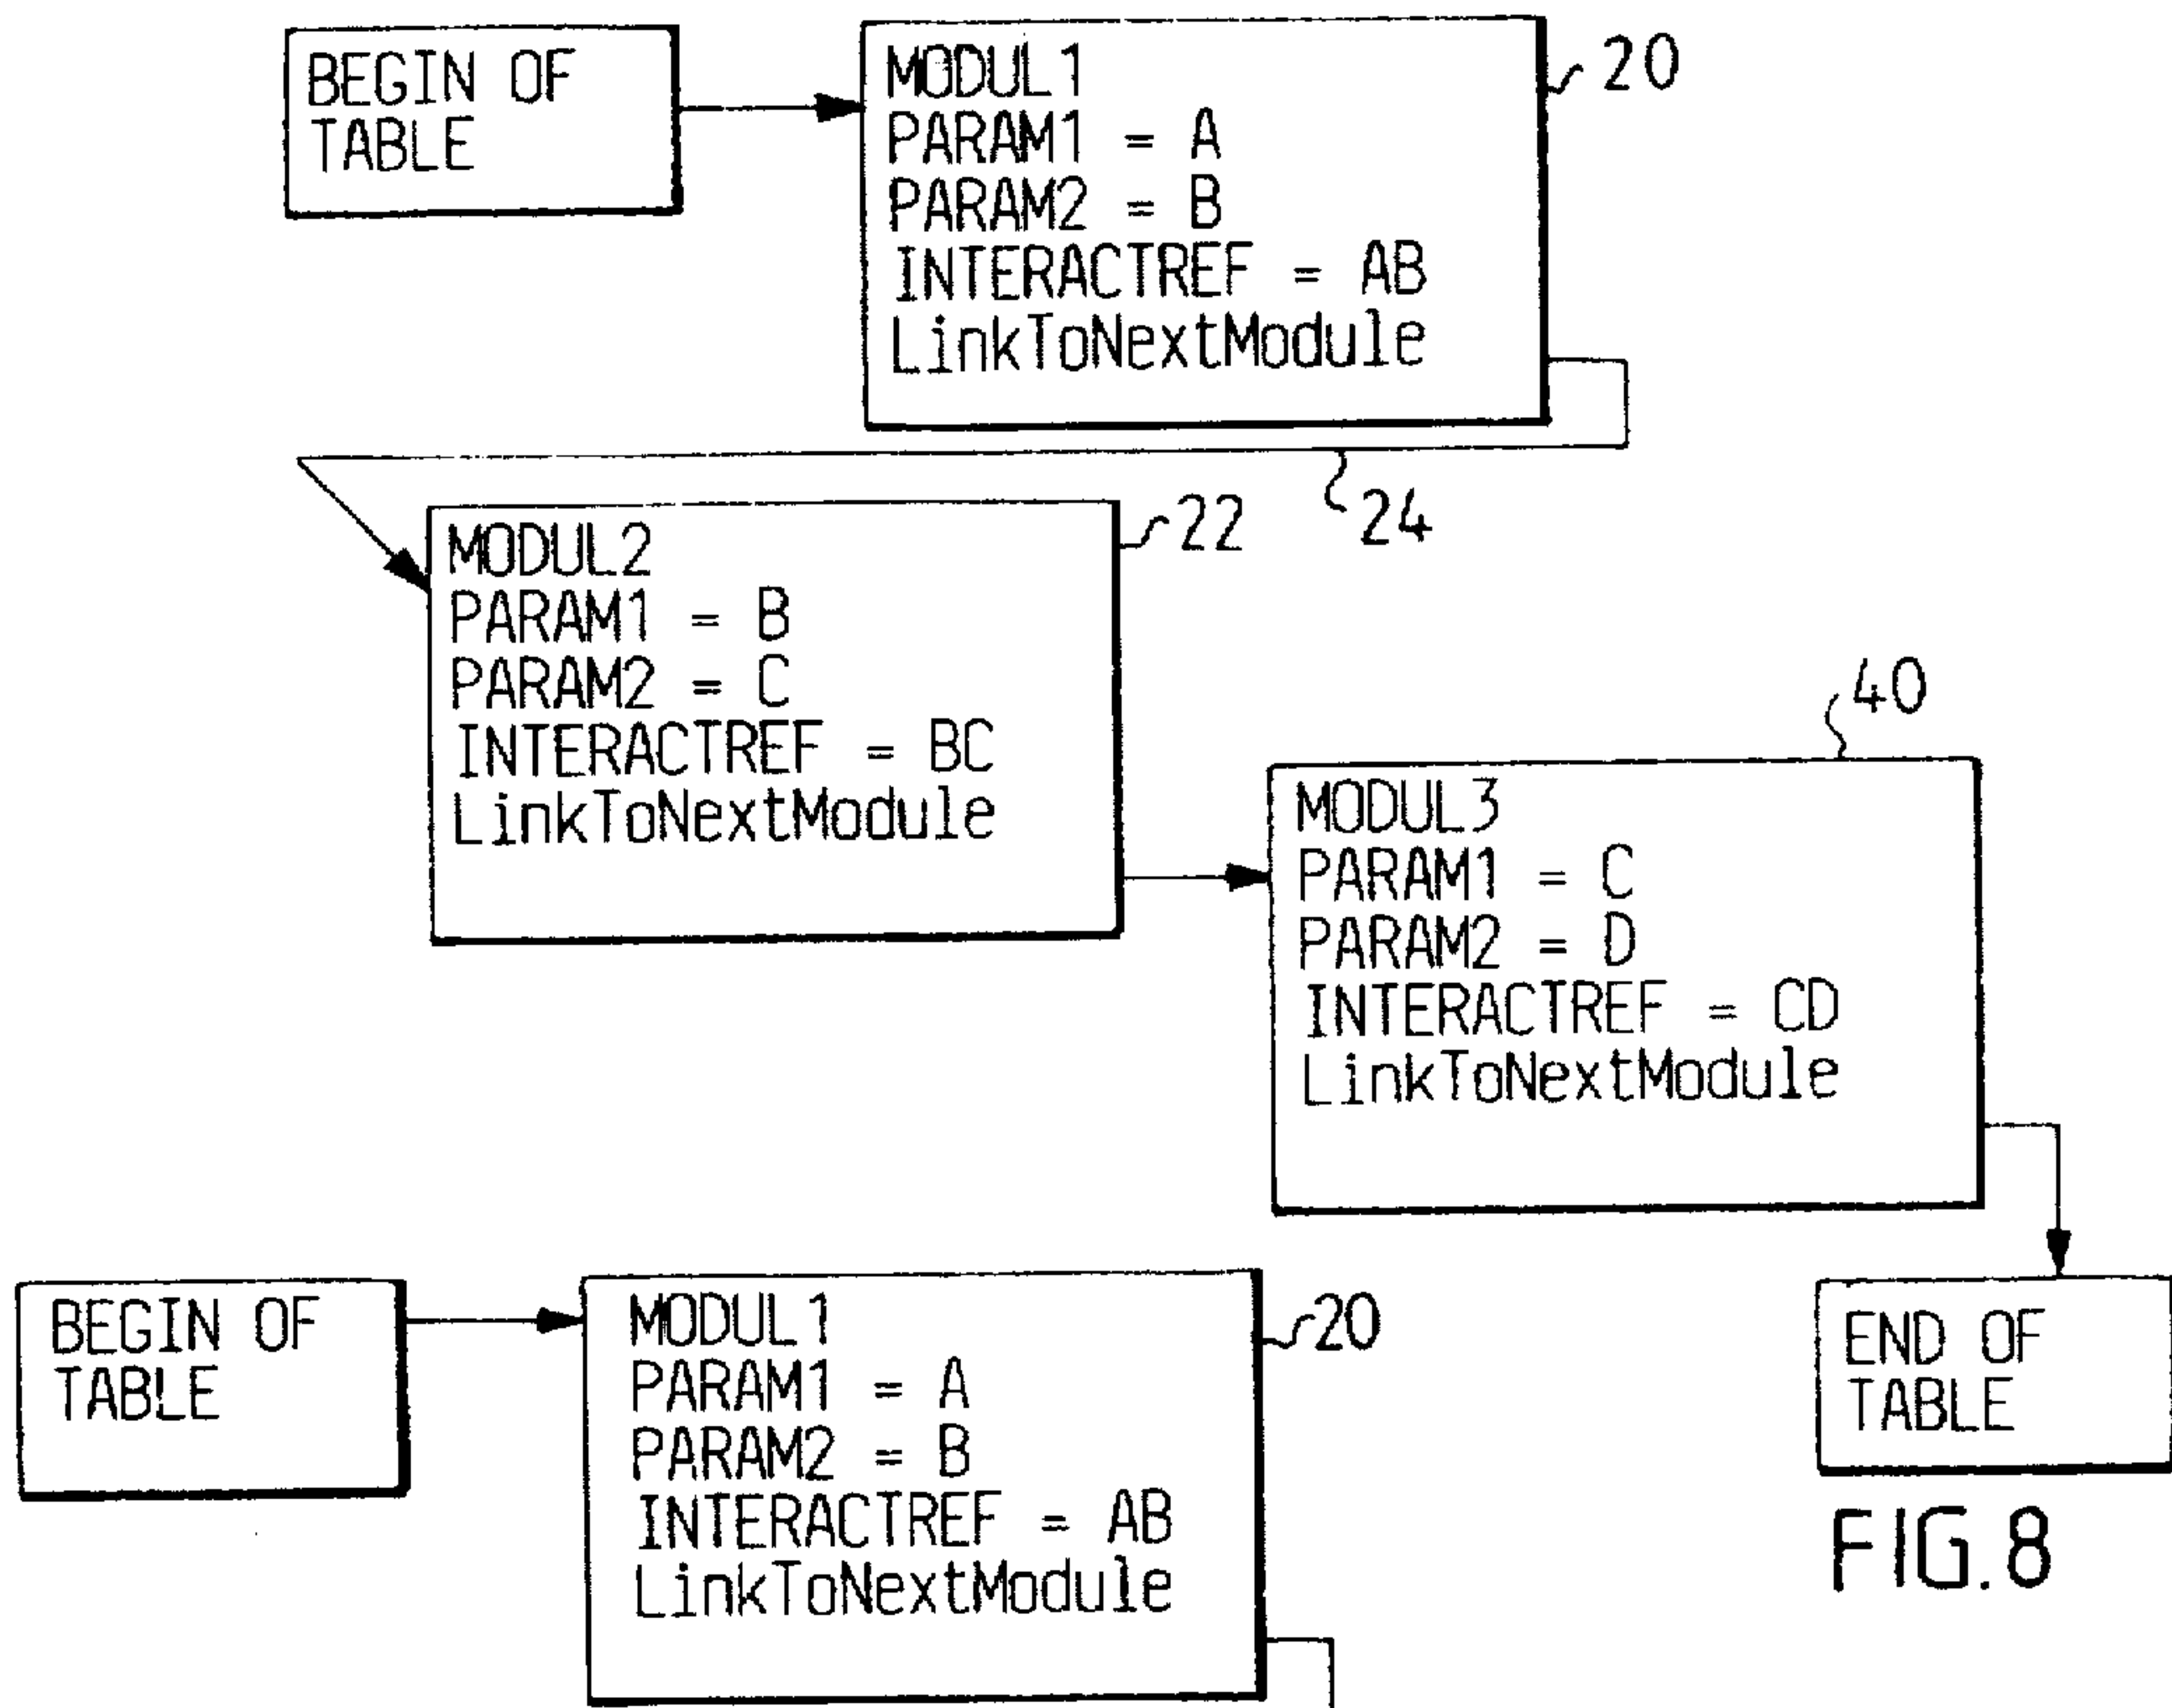 BEGIN OF
TABLE
MODUL1
PARAM1 = A
PARAM2 = B
INTERACTREF = AB
LinkToNextModule
20
24
MODUL2
PARAM1 = B
PARAM2 = C
INTERACTREF = BC
LinkToNextModule
22
40
MODUL3
PARAM1 = C
PARAM2 = D
INTERACTREF = CD
LinkToNextModule
END OF
TABLE
FIG.8
BEGIN OF
TABLE
MODUL1
PARAM1 = A
PARAM2 = B
INTERACTREF = AB
LinkToNextModule
20